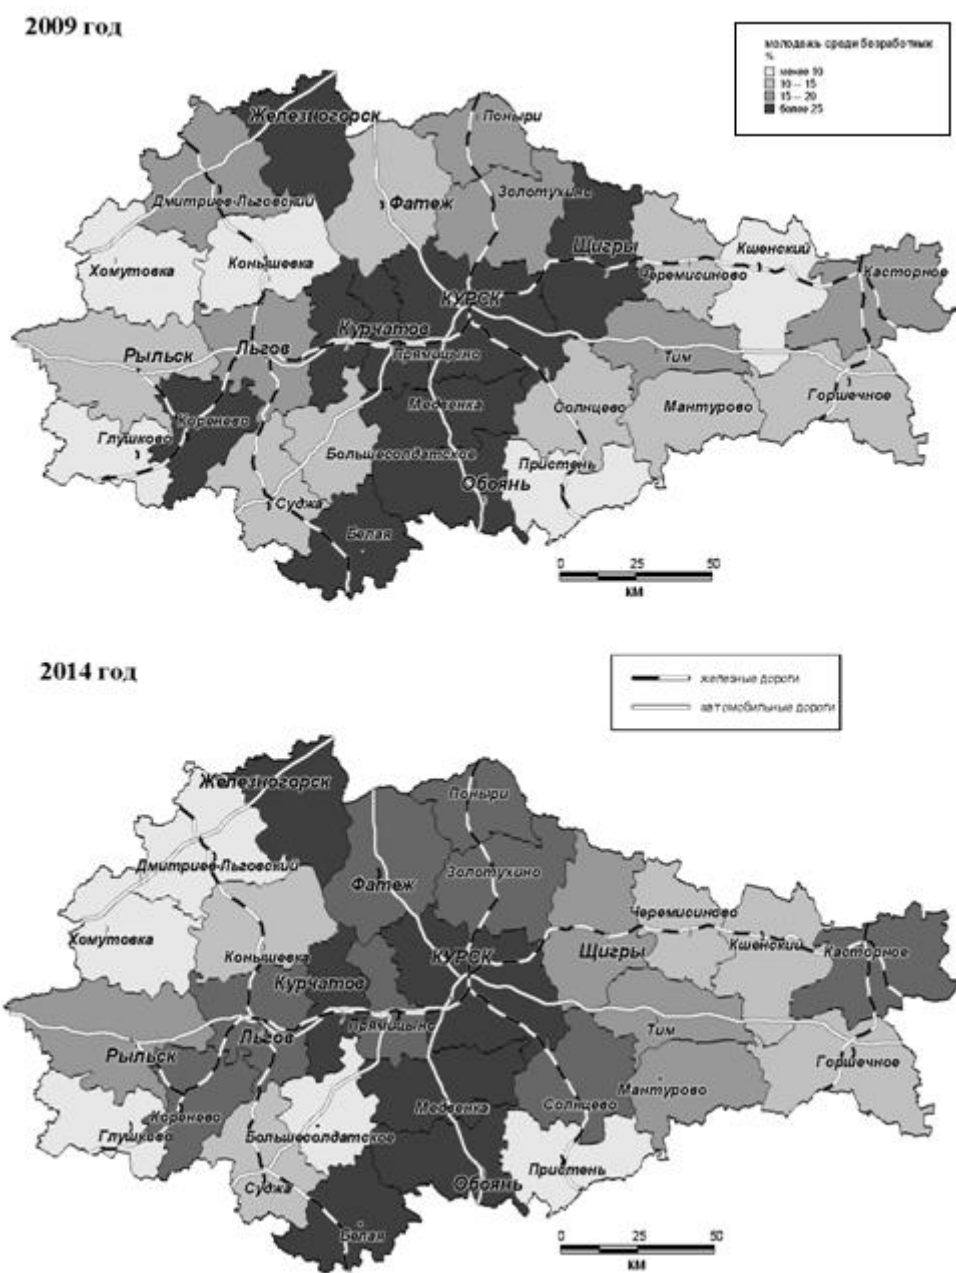 2009 год
молодежь среди безработных
%
менее 10
10 – 15
15 – 20
более 25
Железногорск
Поныри
Дмитриев-Льговский
Фатеж
Золотухино
Хомутовка
Конышевка
Щигры
Черемисиново
Кшенский
Касторное
КУРСК
Курчатов
Прямицыно
Рыльск
Льгов
Тим
Медвенка
Солнцево
Мантурово
Горшечное
Глушково
Коренево
Большесолдатское
Обоянь
Пристень
Суджа
Белая
0 25 50
км
2014 год
железные дороги
автомобильные дороги
Железногорск
Поныри
Дмитриев-Льговский
Фатеж
Золотухино
Хомутовка
Конышевка
Черемисиново
Щигры
Кшенский
Касторное
КУРСК
Курчатов
Прямицыно
Рыльск
Льгов
Тим
Горшечное
Мантурово
Солнцево
Медвенка
Коренево
Глушково
Большесолдатское
Суджа
Обоянь
Пристень
Белая
0 25 50
км